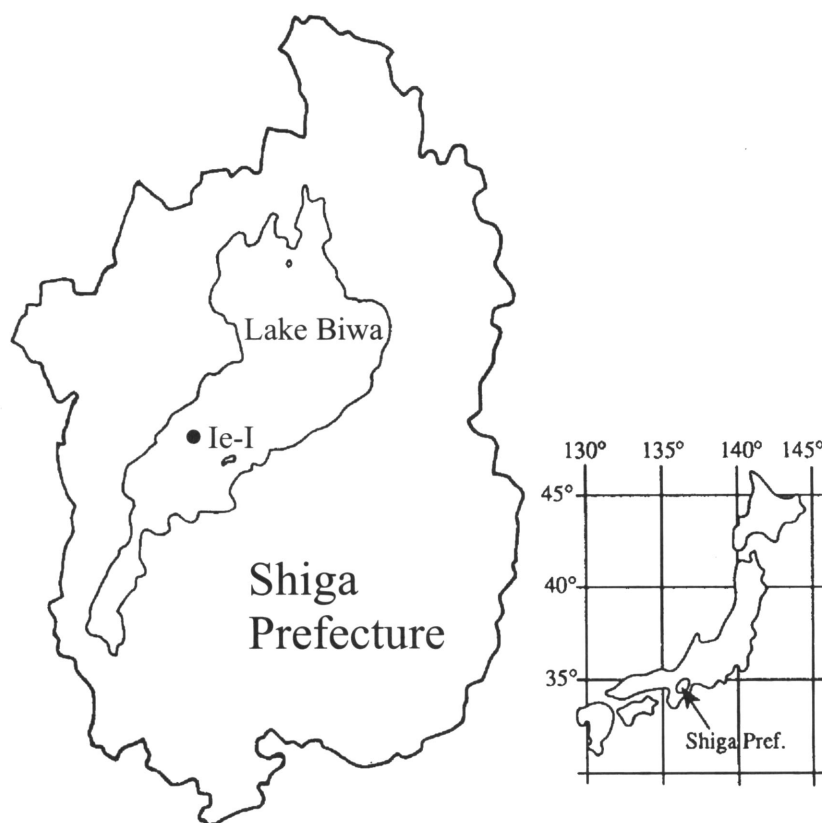 Lake Biwa
Ie-I
Shiga
Prefecture
130° 135° 140° 145°
45°
40°
35°
Shiga Pref.